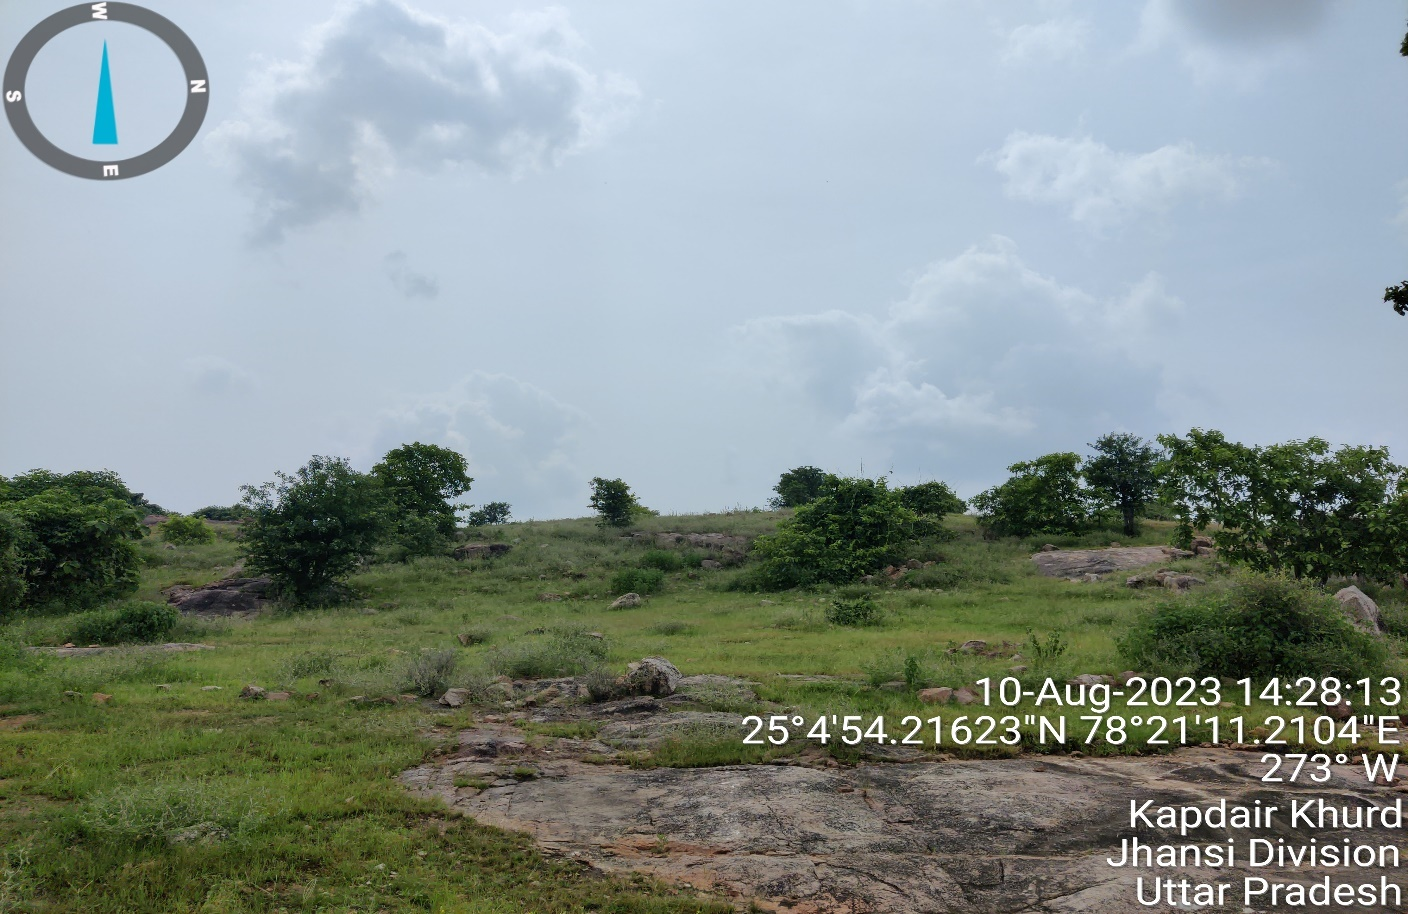 W
N
S
E
10-Aug-2023 14:28:13
25°4'54.21623"N 78°21'11.2104"E
273° W
Kapdair Khurd
Jhansi Division
Uttar Pradesh